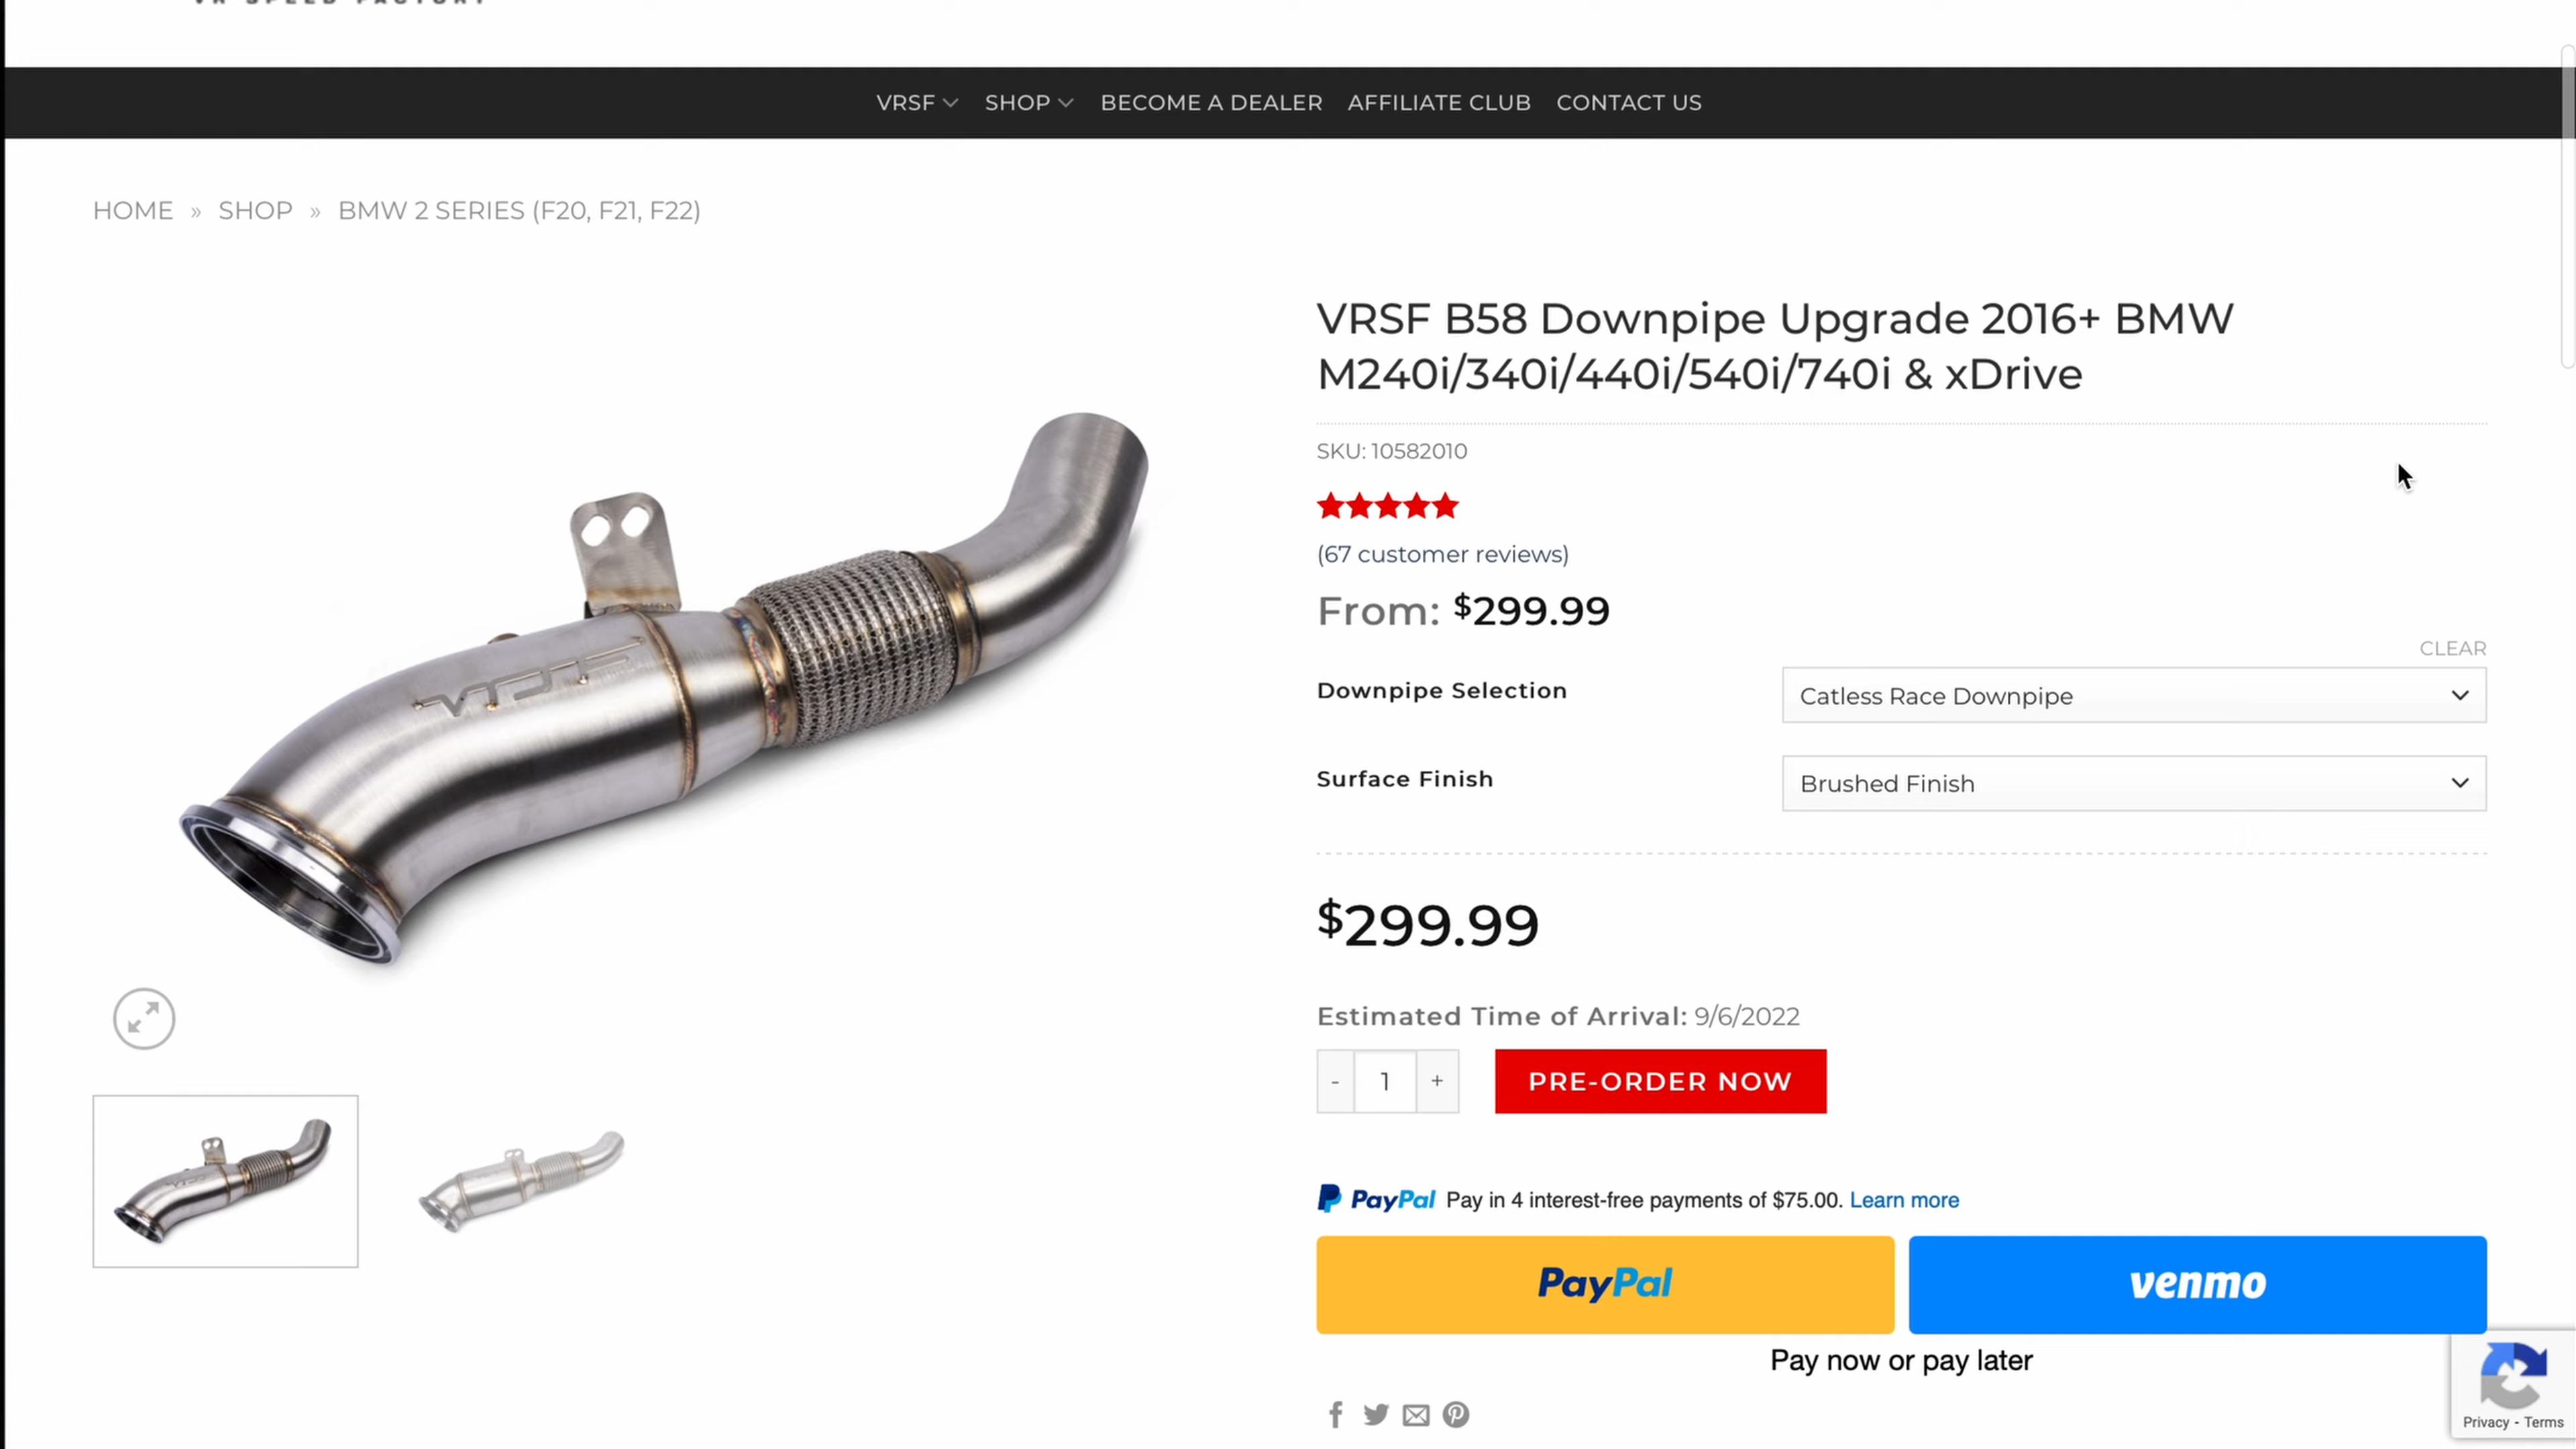 VR SPEED FACTORY
VRSF SHOP BECOME A DEALER AFFILIATE CLUB CONTACT US
HOME » SHOP » BMW 2 SERIES (F20, F21, F22)
VRSF B58 Downpipe Upgrade 2016+ BMW
M240i/340i/440i/540i/740i & xDrive
SKU: 10582010
(67 customer reviews)
From: $299.99
CLEAR
Downpipe Selection
Catless Race Downpipe
Surface Finish
Brushed Finish
$299.99
Estimated Time of Arrival: 9/6/2022
- 1 + PRE-ORDER NOW
PayPal Pay in 4 interest-free payments of $75.00. Learn more
PayPal venmo
Pay now or pay later
Privacy - Terms